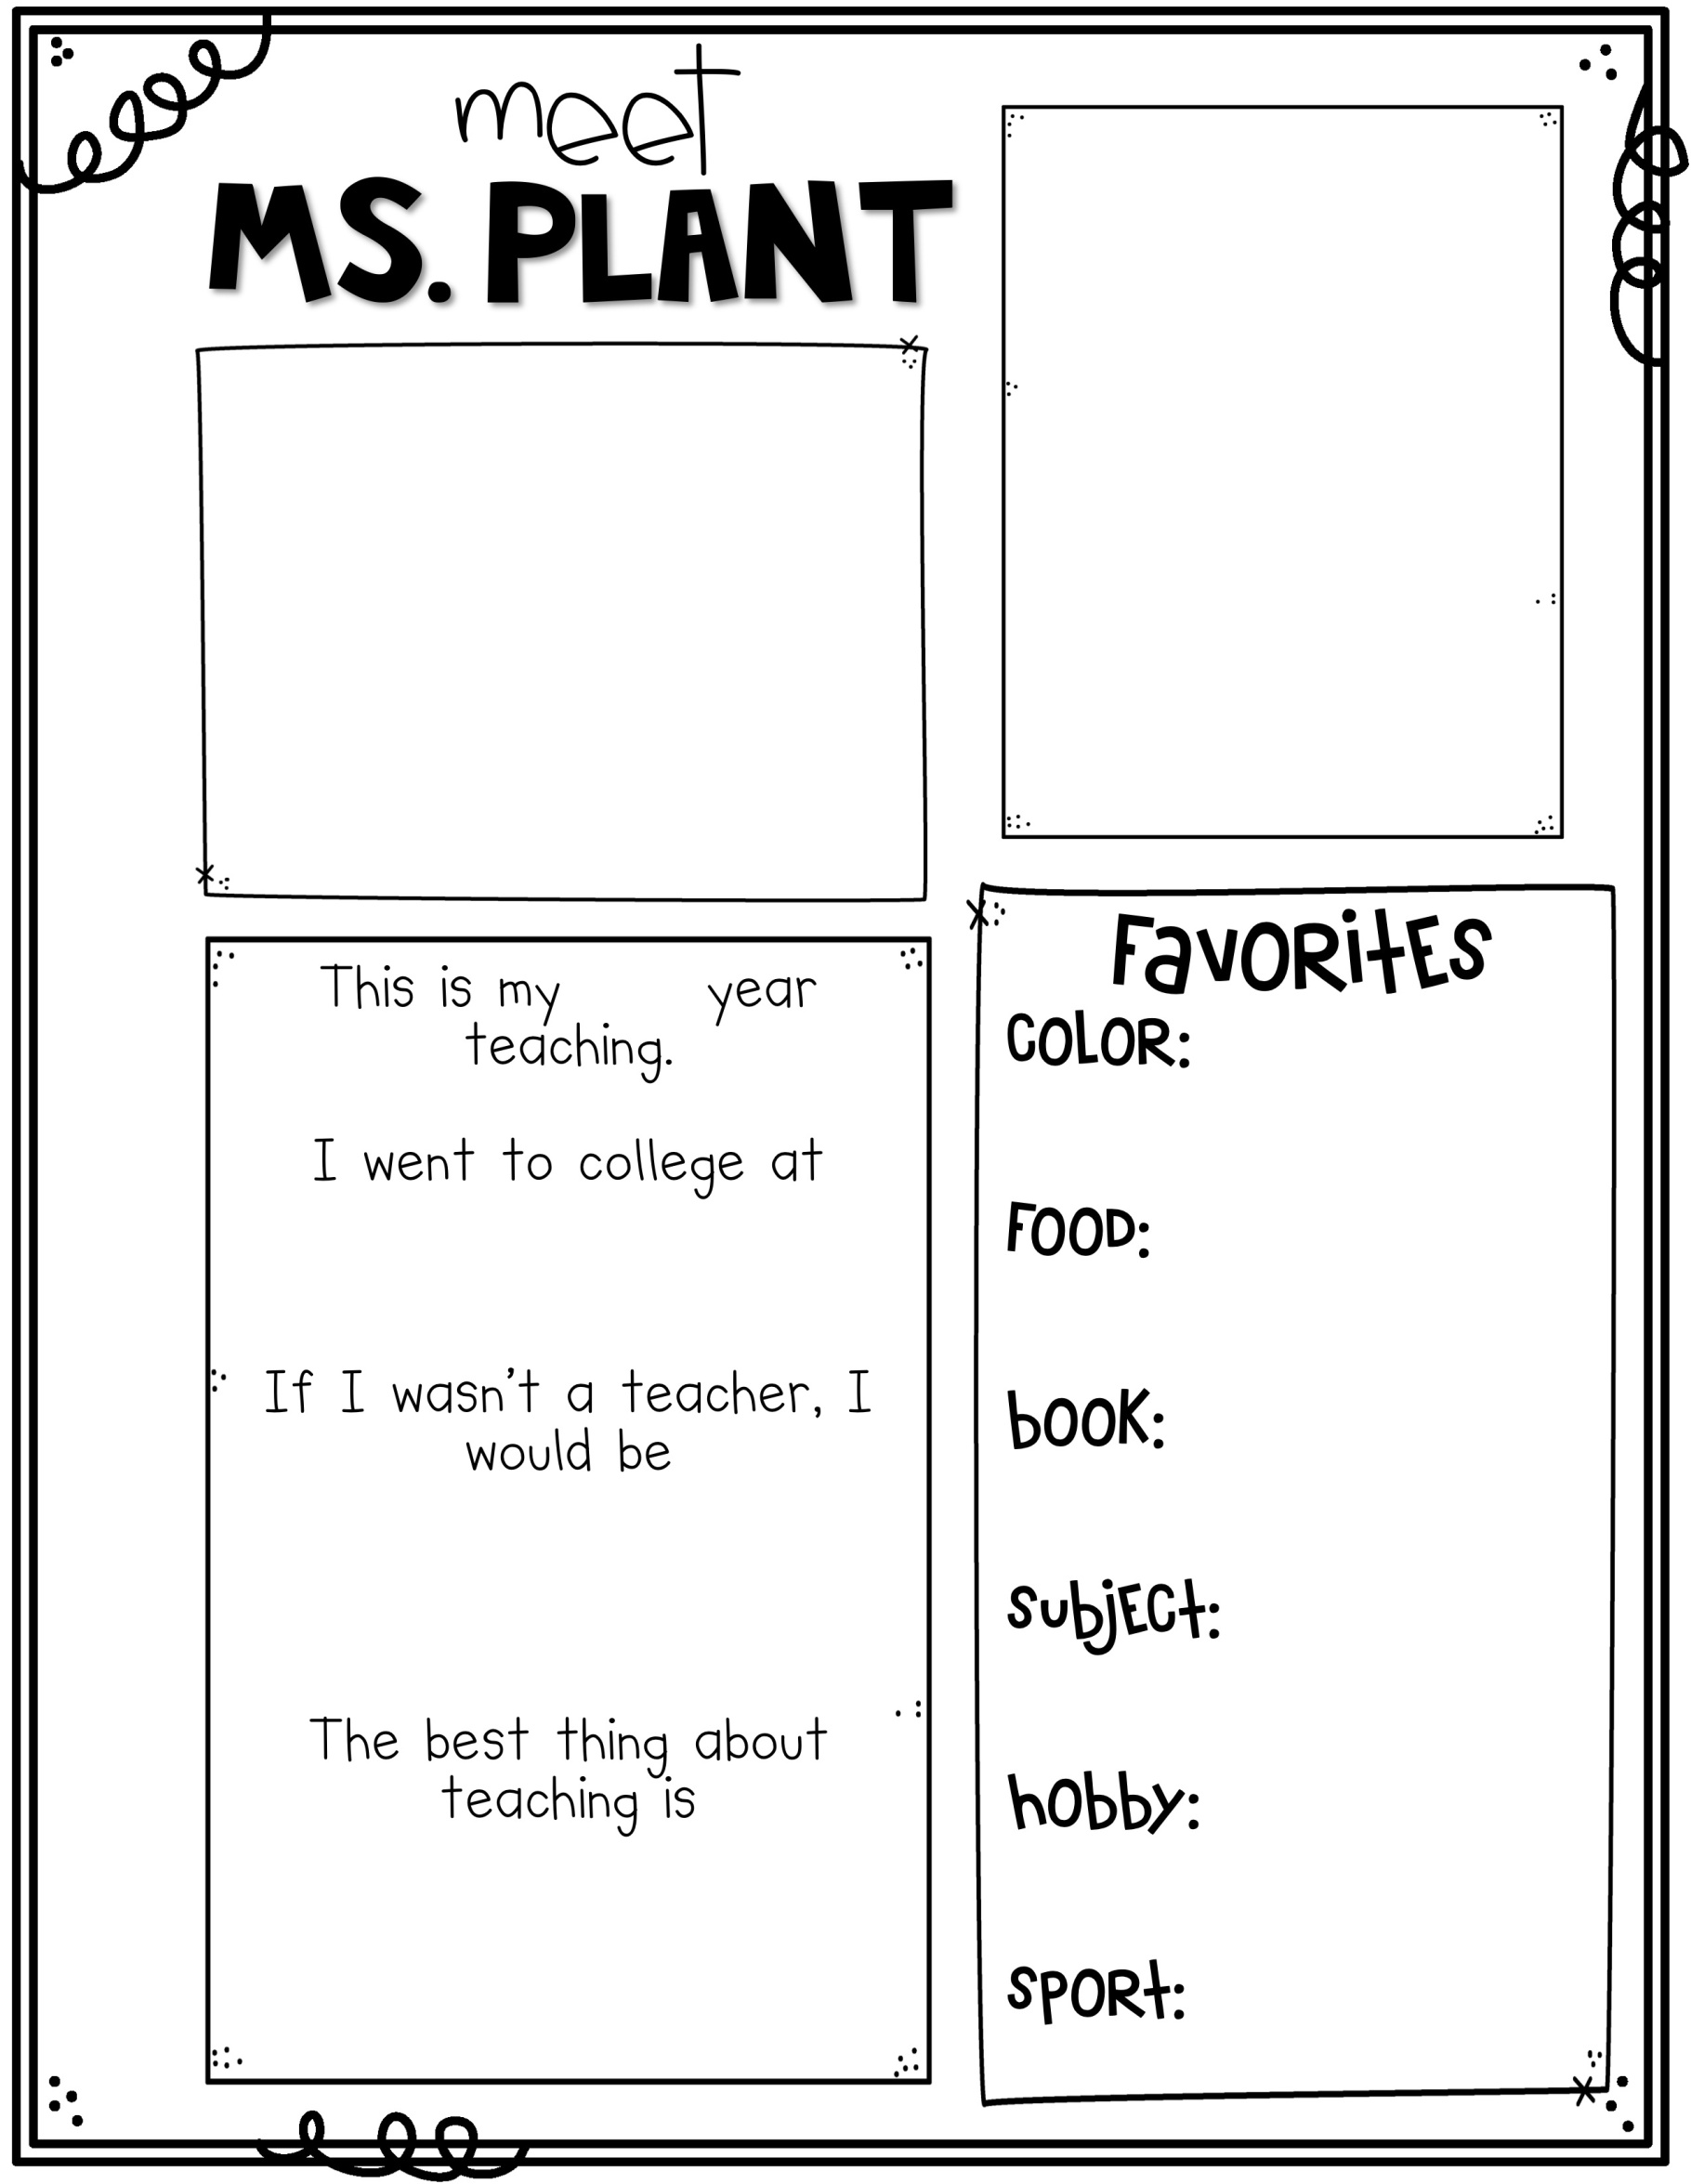 meet
MS. PLANT
This is my year
teaching.
I went to college at
If I wasn't a teacher, I
would be
The best thing about
teaching is
FavORitES
COLOR:
FOOD:
bOOK:
subjECt:
hObby:
SPORt: